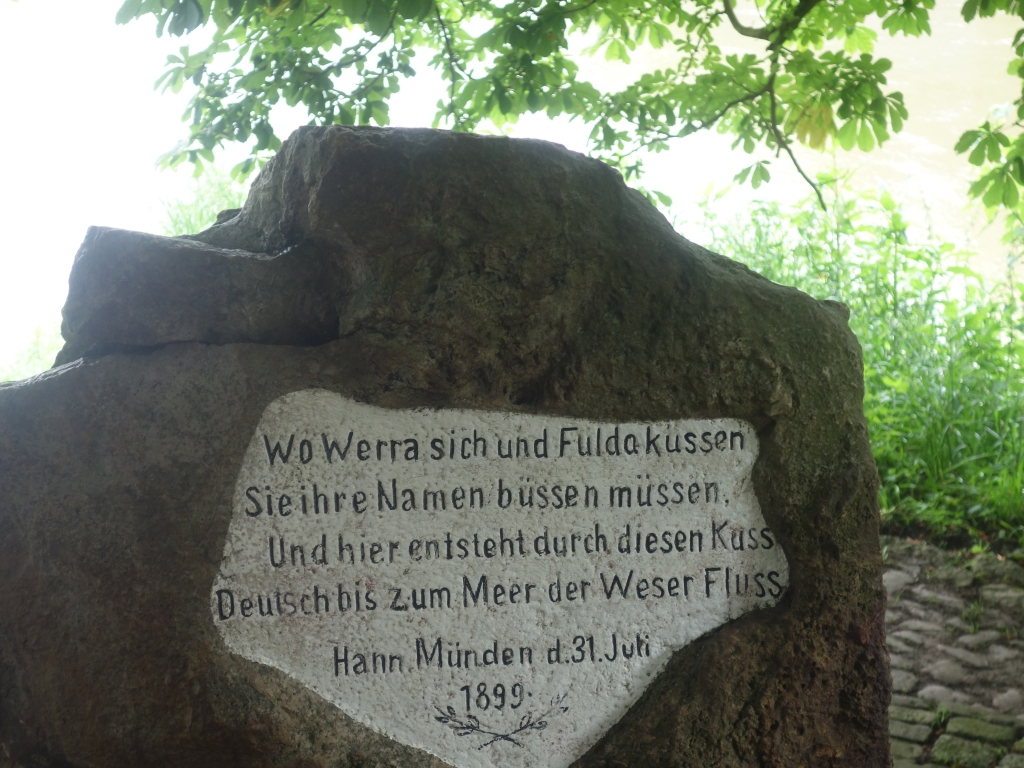 Wo Werra sich und Fulda kussen
Sie ihre Namen büssen müssen,
Und hier entsteht durch diesen Kuss
Deutsch bis zum Meer der Weser Fluss.
Hann. Münden d. 31. Juli
1899.